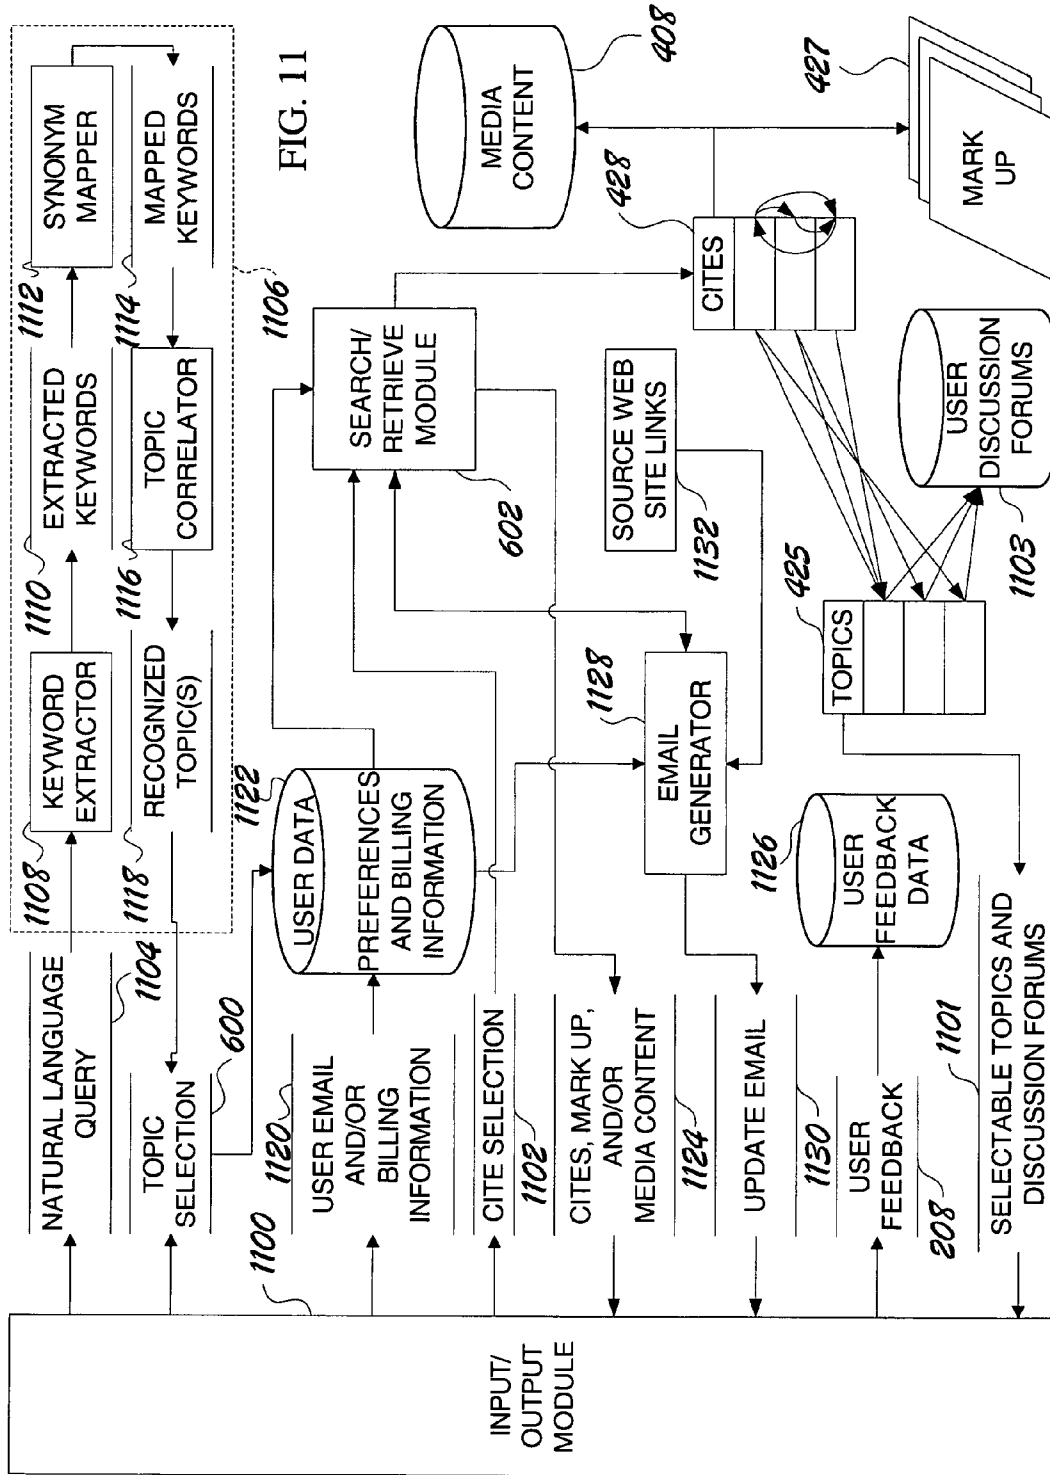 FIG. 11
INPUT/
OUTPUT
MODULE
1100
NATURAL LANGUAGE
QUERY
1104
1108
KEYWORD
EXTRACTOR
1110
EXTRACTED
KEYWORDS
1112
SYNONYM
MAPPER
TOPIC
SELECTION
600
1118
RECOGNIZED
TOPIC(S)
1116
TOPIC
CORRELATOR
1114
MAPPED
KEYWORDS
1106
1120
USER EMAIL
AND/OR
BILLING
INFORMATION
1122
USER DATA
PREFERENCES
AND BILLING
INFORMATION
SEARCH/
RETRIEVE
MODULE
602
MEDIA
CONTENT
408
CITE SELECTION
1102
CITES, MARK UP,
AND/OR
MEDIA CONTENT
1124
SOURCE WEB
SITE LINKS
1132
CITES
428
UPDATE EMAIL
1130
EMAIL
GENERATOR
1128
USER
FEEDBACK
208
USER
FEEDBACK
DATA
1126
TOPICS
425
USER
DISCUSSION
FORUMS
1103
MARK
UP
427
1101
SELECTABLE TOPICS AND
DISCUSSION FORUMS